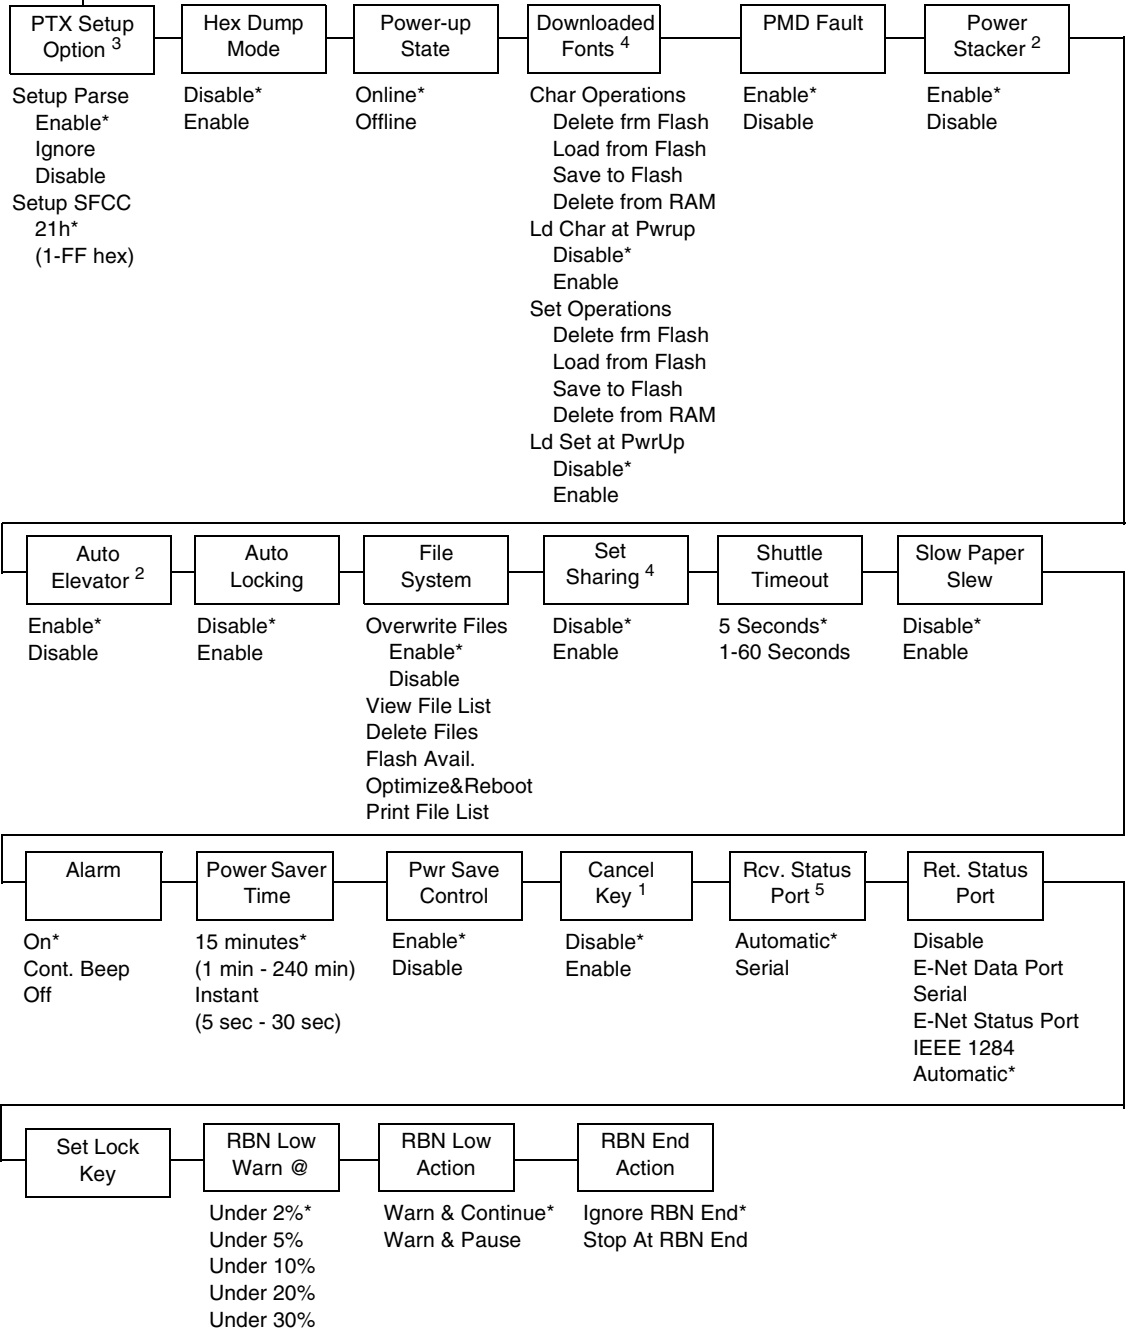 PTX Setup
Option 3
Setup Parse
Enable*
Ignore
Disable
Setup SFCC
21h*
(1-FF hex)
Hex Dump
Mode
Disable*
Enable
Power-up
State
Online*
Offline
Downloaded
Fonts 4
Char Operations
Delete frm Flash
Load from Flash
Save to Flash
Delete from RAM
Ld Char at Pwrup
Disable*
Enable
Set Operations
Delete frm Flash
Load from Flash
Save to Flash
Delete from RAM
Ld Set at PwrUp
Disable*
Enable
PMD Fault
Enable*
Disable
Power
Stacker 2
Enable*
Disable
Auto
Elevator 2
Enable*
Disable
Auto
Locking
Disable*
Enable
File
System
Overwrite Files
Enable*
Disable
View File List
Delete Files
Flash Avail.
Optimize&Reboot
Print File List
Set
Sharing 4
Disable*
Enable
Shuttle
Timeout
5 Seconds*
1-60 Seconds
Slow Paper
Slew
Disable*
Enable
Alarm
On*
Cont. Beep
Off
Power Saver
Time
15 minutes*
(1 min - 240 min)
Instant
(5 sec - 30 sec)
Pwr Save
Control
Enable*
Disable
Cancel
Key 1
Disable*
Enable
Rcv. Status
Port 5
Automatic*
Serial
Ret. Status
Port
Disable
E-Net Data Port
Serial
E-Net Status Port
IEEE 1284
Automatic*
Set Lock
Key
RBN Low
Warn @
Under 2%*
Under 5%
Under 10%
Under 20%
Under 30%
RBN Low
Action
Warn & Continue*
Warn & Pause
RBN End
Action
Ignore RBN End*
Stop At RBN End